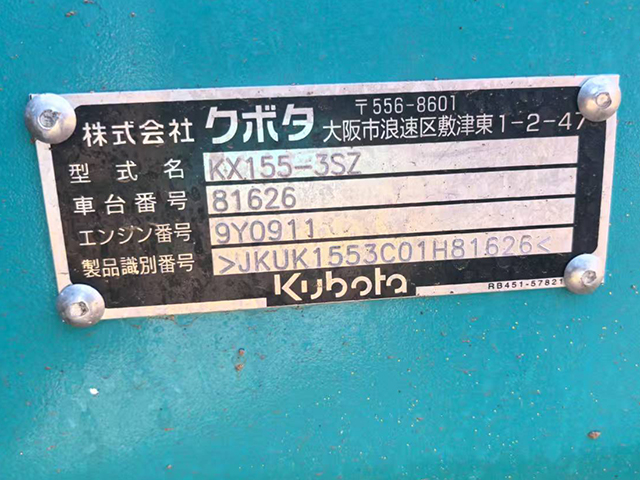 株式会社 クボタ 〒556-8601
大阪市浪速区敷津東1-2-47
型式名 KX155-3SZ
車台番号 81626
エンジン番号 9Y0911
製品識別番号 >JKUK1553C01H81626<
Kubota
RB451-57821